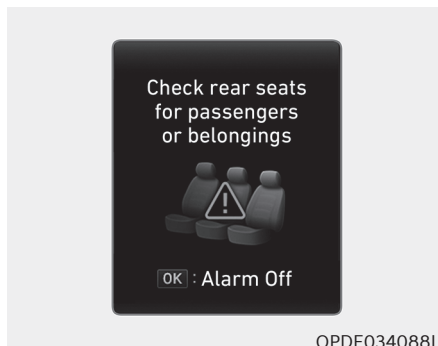 Check rear seats
for passengers
or belongings
OK : Alarm Off
OPDE034088L